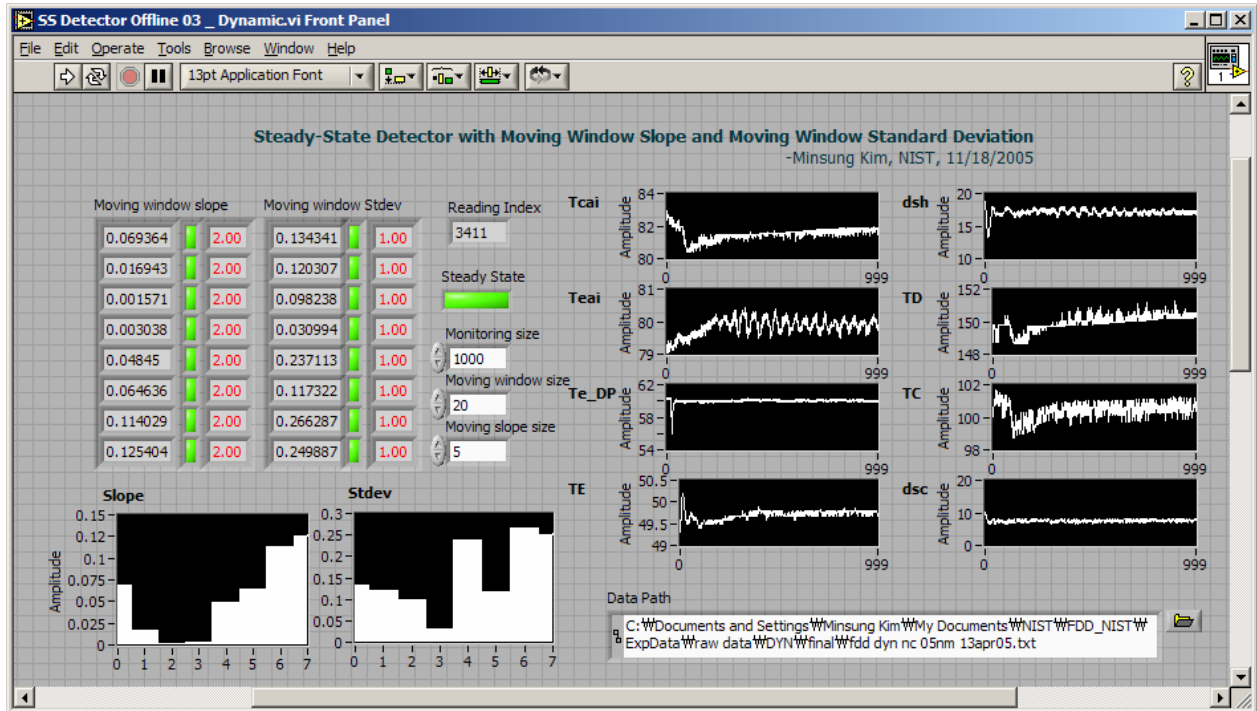 SS Detector Offline 03 _ Dynamic.vi Front Panel
File Edit Operate Tools Browse Window Help
13pt Application Font
1
Steady-State Detector with Moving Window Slope and Moving Window Standard Deviation
-Minsung Kim, NIST, 11/18/2005
Moving window slope
0.069364 2.00
0.016943 2.00
0.001571 2.00
0.003038 2.00
0.04845 2.00
0.064636 2.00
0.114029 2.00
0.125404 2.00
Moving window Stdev
0.134341 1.00
0.120307 1.00
0.098238 1.00
0.030994 1.00
0.237113 1.00
0.117322 1.00
0.266287 1.00
0.249887 1.00
Reading Index
3411
Steady State
Monitoring size
1000
Moving window size
20
Moving slope size
5
Tcai
Amplitude
84
82
80
0 999
dsh
Amplitude
20
15
10
0 999
Teai
Amplitude
81
80
79
0 999
TD
Amplitude
152
150
148
0 999
Te_DP
Amplitude
62
58
54
0 999
TC
Amplitude
102
100
98
0 999
TE
Amplitude
50.5
50
49.5
49
0 999
dsc
Amplitude
20
10
0
0 999
Slope
Amplitude
0.15
0.12
0.1
0.075
0.05
0.025
0
0 1 2 3 4 5 6 7
Stdev
0.3
0.2
0.15
0.1
0.05
0
0 1 2 3 4 5 6 7
Data Path
C:₩Documents and Settings₩Minsung Kim₩My Documents₩NIST₩FDD_NIST₩
ExpData₩raw data₩DYN₩final₩fdd dyn nc 05nm 13apr05.txt